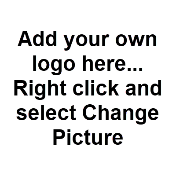 Add your own
logo here...
Right click and
select Change
Picture